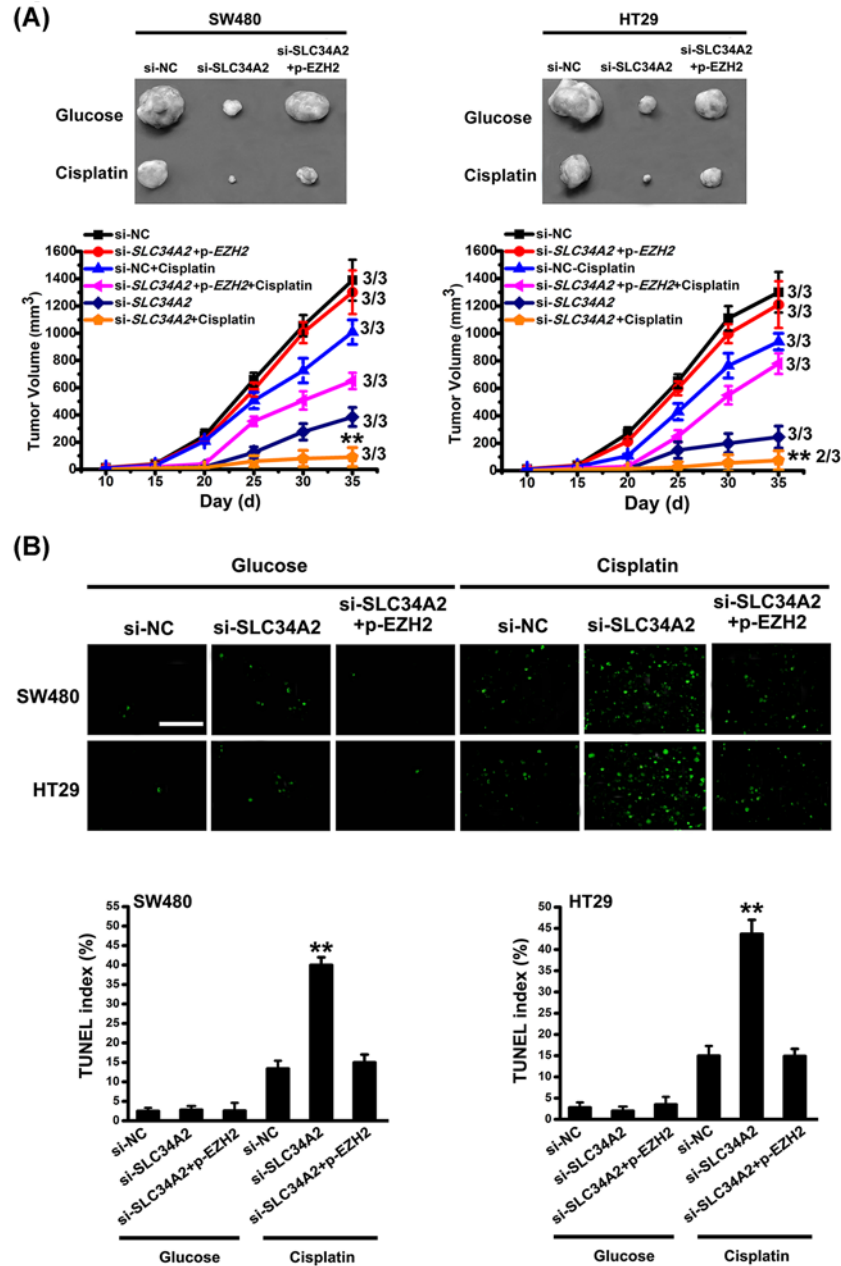 (A)
SW480
si-NC si-SLC34A2 si-SLC34A2
+p-EZH2
Glucose
Cisplatin
HT29
si-NC si-SLC34A2 si-SLC34A2
+p-EZH2
Glucose
Cisplatin
si-NC
si-SLC34A2+p-EZH2
si-NC+Cisplatin
si-SLC34A2+p-EZH2+Cisplatin
si-SLC34A2
si-SLC34A2+Cisplatin
Tumor Volume (mm3)
1600
1400
1200
1000
800
600
400
200
0
3/3
3/3
3/3
3/3
3/3
**
3/3
10 15 20 25 30 35
Day (d)
si-NC
si-SLC34A2+p-EZH2
si-NC-Cisplatin
si-SLC34A2+p-EZH2+Cisplatin
si-SLC34A2
si-SLC34A2+Cisplatin
Tumor Volume (mm3)
1600
1400
1200
1000
800
600
400
200
0
3/3
3/3
3/3
3/3
3/3
** 2/3
10 15 20 25 30 35
Day (d)
(B)
Glucose Cisplatin
si-NC si-SLC34A2 si-SLC34A2
+p-EZH2 si-NC si-SLC34A2 si-SLC34A2
+p-EZH2
SW480
HT29
SW480
TUNEL index (%)
55
50
45
40
35
30
25
20
15
10
5
0
**
si-NC
si-SLC34A2
si-SLC34A2+p-EZH2
si-NC
si-SLC34A2
si-SLC34A2+p-EZH2
Glucose Cisplatin
HT29
TUNEL index (%)
50
45
40
35
30
25
20
15
10
5
0
**
si-NC
si-SLC34A2
si-SLC34A2+p-EZH2
si-NC
si-SLC34A2
si-SLC34A2+p-EZH2
Glucose Cisplatin